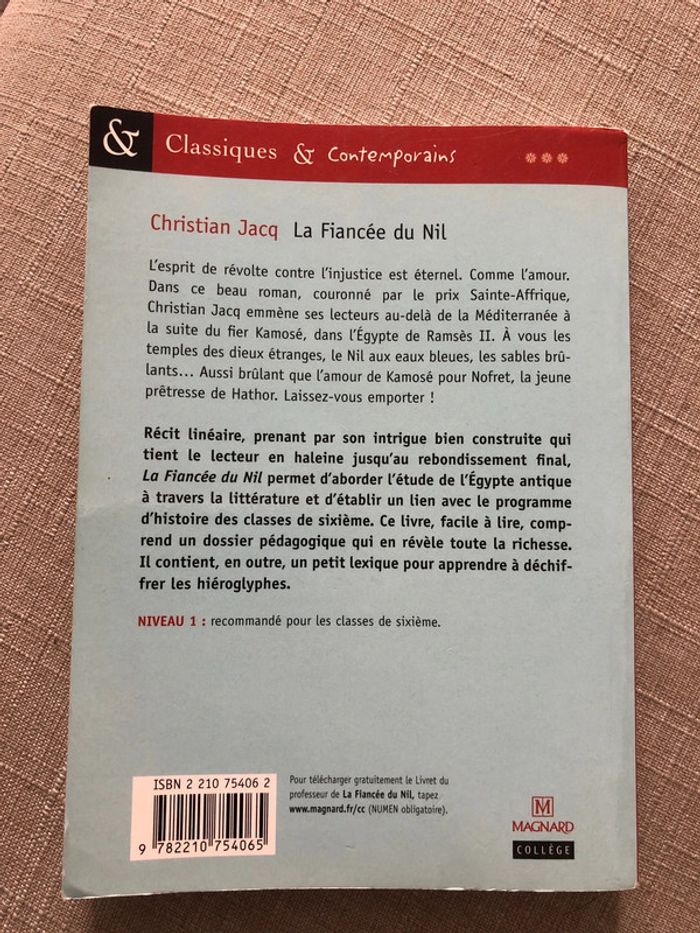 & Classiques & Contemporains ***
Christian Jacq La Fiancée du Nil
L'esprit de révolte contre l'injustice est éternel. Comme l'amour.
Dans ce beau roman, couronné par le prix Sainte-Affrique,
Christian Jacq emmène ses lecteurs au-delà de la Méditerranée à
la suite du fier Kamosé, dans l'Égypte de Ramsès II. À vous les
temples des dieux étranges, le Nil aux eaux bleues, les sables brû-
lants... Aussi brûlant que l'amour de Kamosé pour Nofret, la jeune
prêtresse de Hathor. Laissez-vous emporter !
Récit linéaire, prenant par son intrigue bien construite qui
tient le lecteur en haleine jusqu'au rebondissement final,
La Fiancée du Nil permet d'aborder l'étude de l'Égypte antique
à travers la littérature et d'établir un lien avec le programme
d'histoire des classes de sixième. Ce livre, facile à lire, comp-
rend un dossier pédagogique qui en révèle toute la richesse.
Il contient, en outre, un petit lexique pour apprendre à déchif-
frer les hiéroglyphes.
NIVEAU 1 : recommandé pour les classes de sixième.
ISBN 2 210 75406 2
9 782210 754065
Pour télécharger gratuitement le Livret du
professeur de La Fiancée du Nil, tapez
www.magnard.fr/cc (NUMEN obligatoire).
M
MAGNARD
COLLÈGE